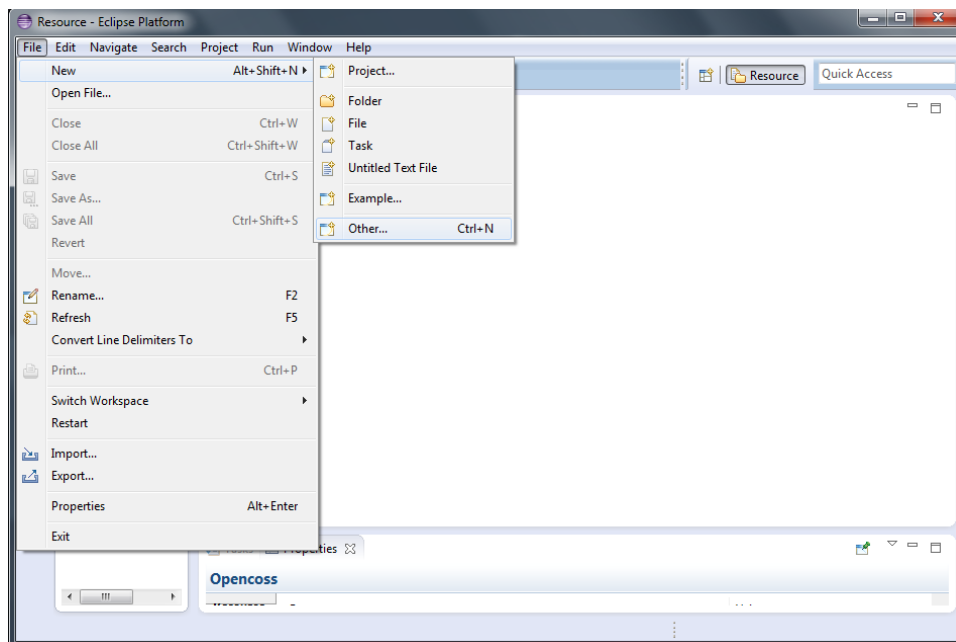 Resource - Eclipse Platform
File Edit Navigate Search Project Run Window Help
New Alt+Shift+N
Open File...
Close Ctrl+W
Close All Ctrl+Shift+W
Save Ctrl+S
Save As...
Save All Ctrl+Shift+S
Revert
Move...
Rename... F2
Refresh F5
Convert Line Delimiters To
Print... Ctrl+P
Switch Workspace
Restart
Import...
Export...
Properties Alt+Enter
Exit
Project...
Folder
File
Task
Untitled Text File
Example...
Other... Ctrl+N
Resource Quick Access
Opencoss